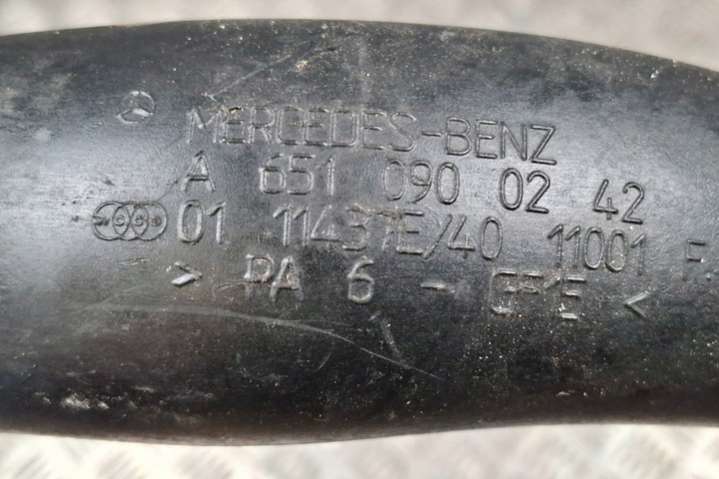 MERCEDES-BENZ
A 651 090 02 42
01 11437E/40 11001 F.
> PA 6 - GF15 <